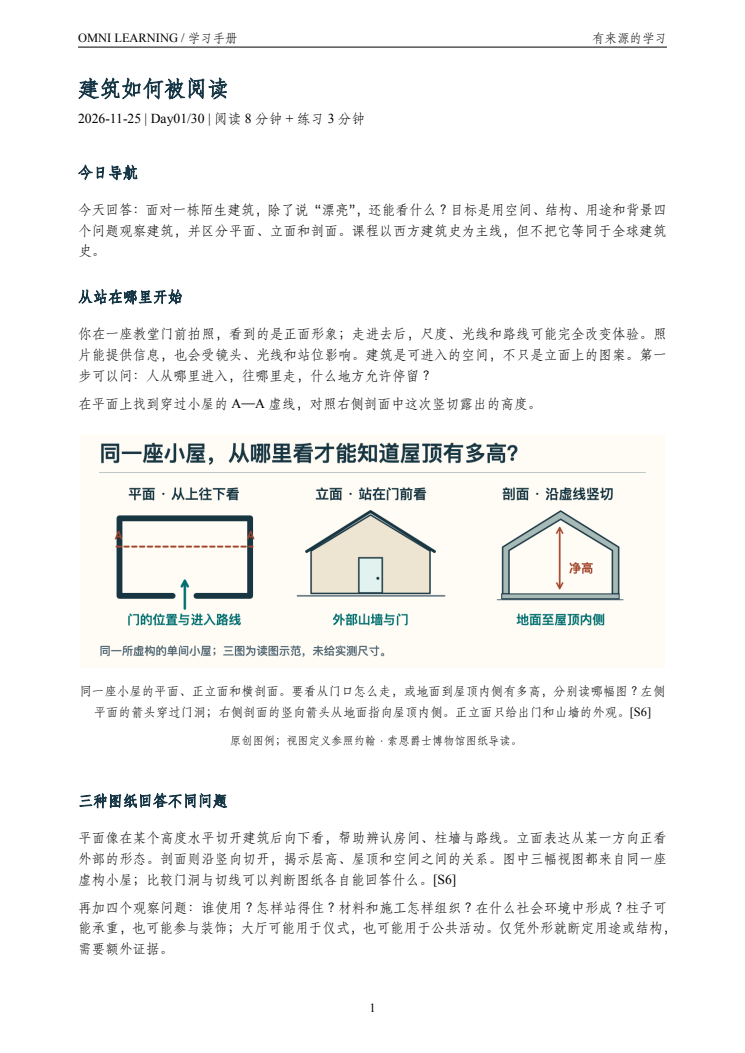 OMNI LEARNING / 学习手册
有来源的学习
建筑如何被阅读
2026-11-25 | Day01/30 | 阅读 8 分钟 + 练习 3 分钟
今日导航
今天回答：面对一栋陌生建筑，除了说“漂亮”，还能看什么？目标是用空间、结构、用途和背景四
个问题观察建筑，并区分平面、立面和剖面。课程以西方建筑史为主线，但不把它等同于全球建筑
史。
从站在哪里开始
你在一座教堂门前拍照，看到的是正面形象；走进去后，尺度、光线和路线可能完全改变体验。照
片能提供信息，也会受镜头、光线和站位影响。建筑是可进入的空间，不只是立面上的图案。第一
步可以问：人从哪里进入，往哪里走，什么地方允许停留？
在平面上找到穿过小屋的 A—A 虚线，对照右侧剖面中这次竖切露出的高度。
同一座小屋，从哪里看才能知道屋顶有多高？
平面 · 从上往下看
立面 · 站在门前看
剖面 · 沿虚线竖切
A
A
净高
门的位置与进入路线
外部山墙与门
地面至屋顶内侧
同一所虚构的单间小屋；三图为读图示范，未给实测尺寸。
同一座小屋的平面、正立面和横剖面。要看从门口怎么走，或地面到屋顶内侧有多高，分别读哪幅图？左侧
平面的箭头穿过门洞；右侧剖面的竖向箭头从地面指向屋顶内侧。正立面只给出门和山墙的外观。[S6]
原创图例；视图定义参照约翰 · 索恩爵士博物馆图纸导读。
三种图纸回答不同问题
平面像在某个高度水平切开建筑后向下看，帮助辨认房间、柱墙与路线。立面表达从某一方向正看
外部的形态。剖面则沿竖向切开，揭示层高、屋顶和空间之间的关系。图中三幅视图都来自同一座
虚构小屋；比较门洞与切线可以判断图纸各自能回答什么。[S6]
再加四个观察问题：谁使用？怎样站得住？材料和施工怎样组织？在什么社会环境中形成？柱子可
能承重，也可能参与装饰；大厅可能用于仪式，也可能用于公共活动。仅凭外形就断定用途或结构，
需要额外证据。
1